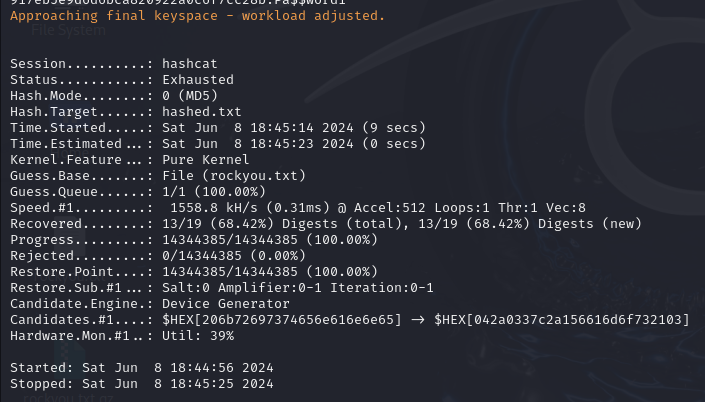 Approaching final keyspace - workload adjusted.
File System
Session..........: hashcat
Status...........: Exhausted
Hash.Mode........: 0 (MD5)
Hash.Target......: hashed.txt
Time.Started.....: Sat Jun  8 18:45:14 2024 (9 secs)
Time.Estimated...: Sat Jun  8 18:45:23 2024 (0 secs)
Kernel.Feature...: Pure Kernel
Guess.Base.......: File (rockyou.txt)
Guess.Queue......: 1/1 (100.00%)
Speed.#1.........:  1558.8 kH/s (0.31ms) @ Accel:512 Loops:1 Thr:1 Vec:8
Recovered........: 13/19 (68.42%) Digests (total), 13/19 (68.42%) Digests (new)
Progress.........: 14344385/14344385 (100.00%)
Rejected.........: 0/14344385 (0.00%)
Restore.Point....: 14344385/14344385 (100.00%)
Restore.Sub.#1...: Salt:0 Amplifier:0-1 Iteration:0-1
Candidate.Engine.: Device Generator
Candidates.#1....: $HEX[206b72697374656e616e6e65] -> $HEX[042a0337c2a156616d6f732103]
Hardware.Mon.#1..: Util: 39%
Started: Sat Jun  8 18:44:56 2024
Stopped: Sat Jun  8 18:45:25 2024